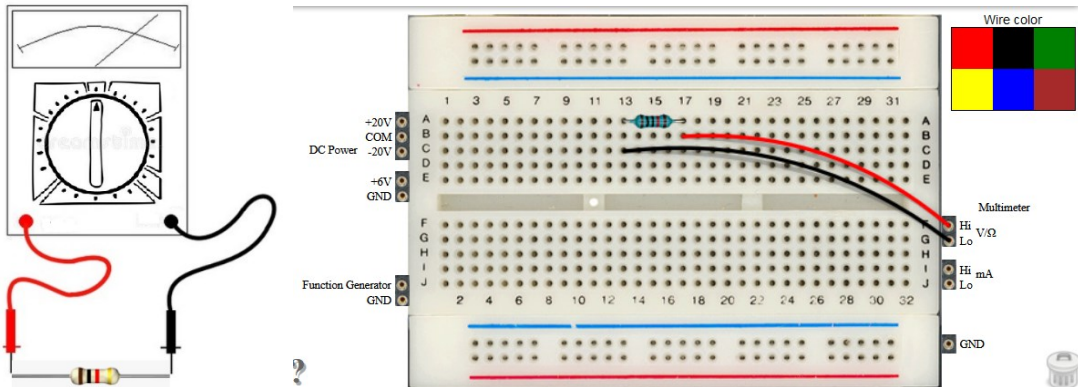 Wire color
1 3 5 7 9 11 13 15 17 19 21 23 25 27 29 31
A A
+20V
B B
COM
C C
DC Power -20V
D D
E E
+6V
GND
Multimeter
F F Hi
V/Ω
G G Lo
H H
I I Hi
mA
Function Generator J J Lo
GND 2 4 6 8 10 12 14 16 18 20 22 24 26 28 30 32
GND
?